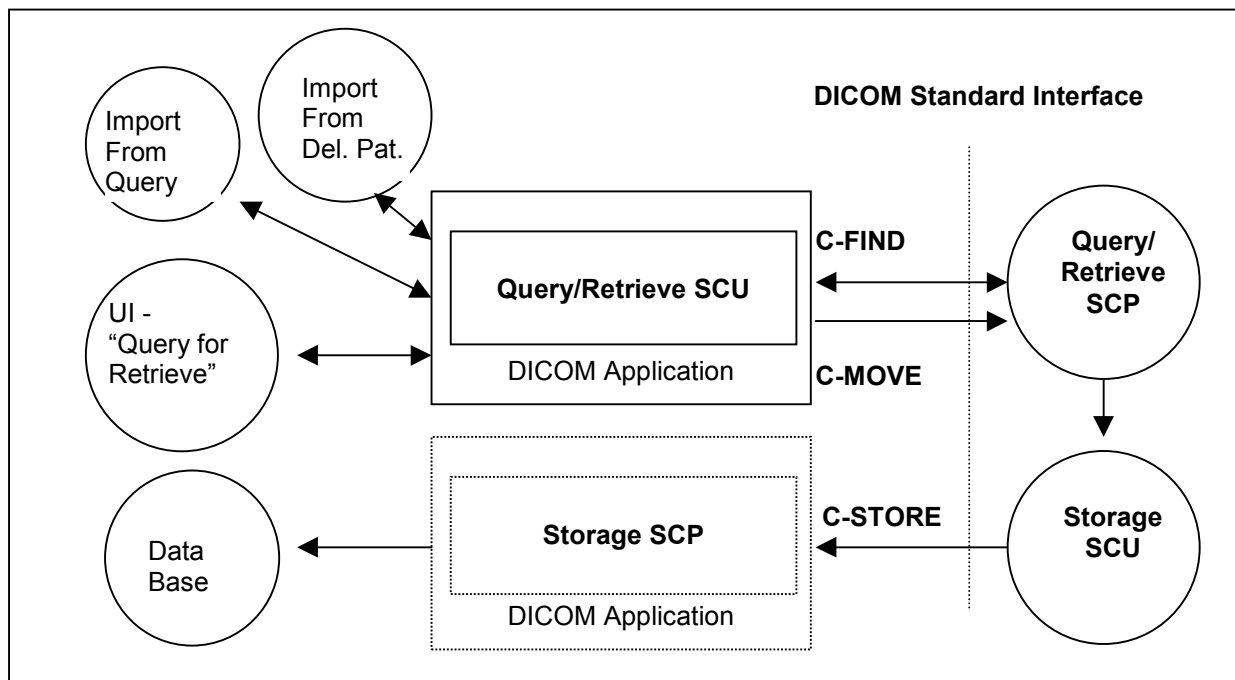 Import
From
Query
Import
From
Del. Pat.
DICOM Standard Interface
UI -
“Query for
Retrieve”
Query/Retrieve SCU
DICOM Application
C-FIND
C-MOVE
Query/
Retrieve
SCP
Data
Base
Storage SCP
DICOM Application
C-STORE
Storage
SCU